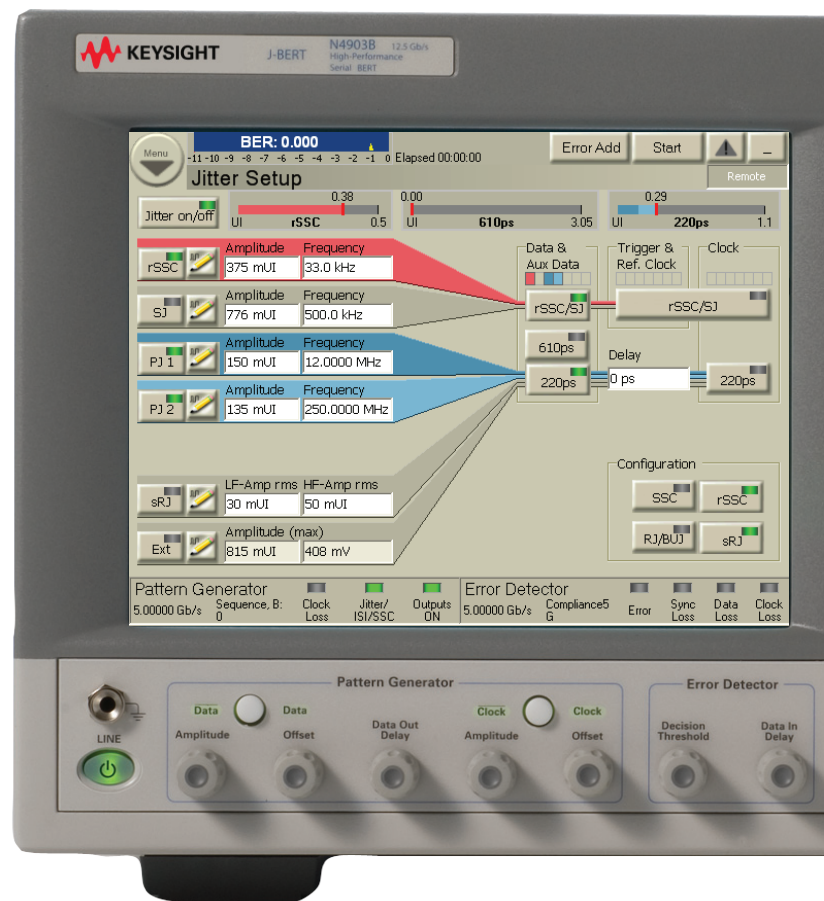 KEYSIGHT
J-BERT
N4903B 12.5 Gb/s
High-Performance
Serial BERT
Menu
BER: 0.000
-11 -10 -9 -8 -7 -6 -5 -4 -3 -2 -1 0
Elapsed 00:00:00
Error Add
Start
_
Jitter Setup
Remote
Jitter on/off
0.38
UI rSSC 0.5
0.00
UI 610ps 3.05
0.29
UI 220ps 1.1
Amplitude Frequency
rSSC 375 mUI 33.0 kHz
Amplitude Frequency
SJ 776 mUI 500.0 kHz
Amplitude Frequency
PJ 1 150 mUI 12.0000 MHz
Amplitude Frequency
PJ 2 135 mUI 250.0000 MHz
LF-Amp rms HF-Amp rms
sRJ 30 mUI 50 mUI
Amplitude (max)
Ext 815 mUI 408 mV
Data &
Aux Data
rSSC/SJ
610ps
220ps
Trigger &
Ref. Clock
Clock
rSSC/SJ
Delay
0 ps
220ps
Configuration
SSC
rSSC
RJ/BUJ
sRJ
Pattern Generator
5.00000 Gb/s
Sequence, B:
0
Clock
Loss
Jitter/
ISI/SSC
Outputs
ON
Error Detector
5.00000 Gb/s
Compliance5
G
Error
Sync
Loss
Data
Loss
Clock
Loss
LINE
Pattern Generator
Data
Data
Amplitude
Offset
Data Out
Delay
Clock
Clock
Amplitude
Offset
Error Detector
Decision
Threshold
Data In
Delay